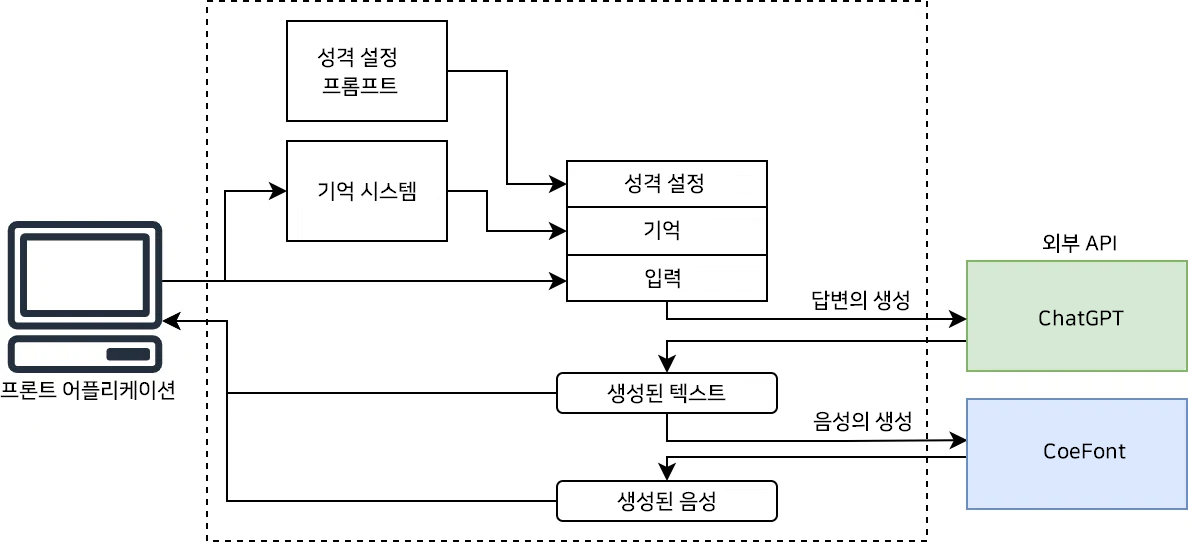 성격 설정
프롬프트
기억 시스템
성격 설정
기억
입력
외부 API
답변의 생성
ChatGPT
프론트 어플리케이션
생성된 텍스트
음성의 생성
CoeFont
생성된 음성